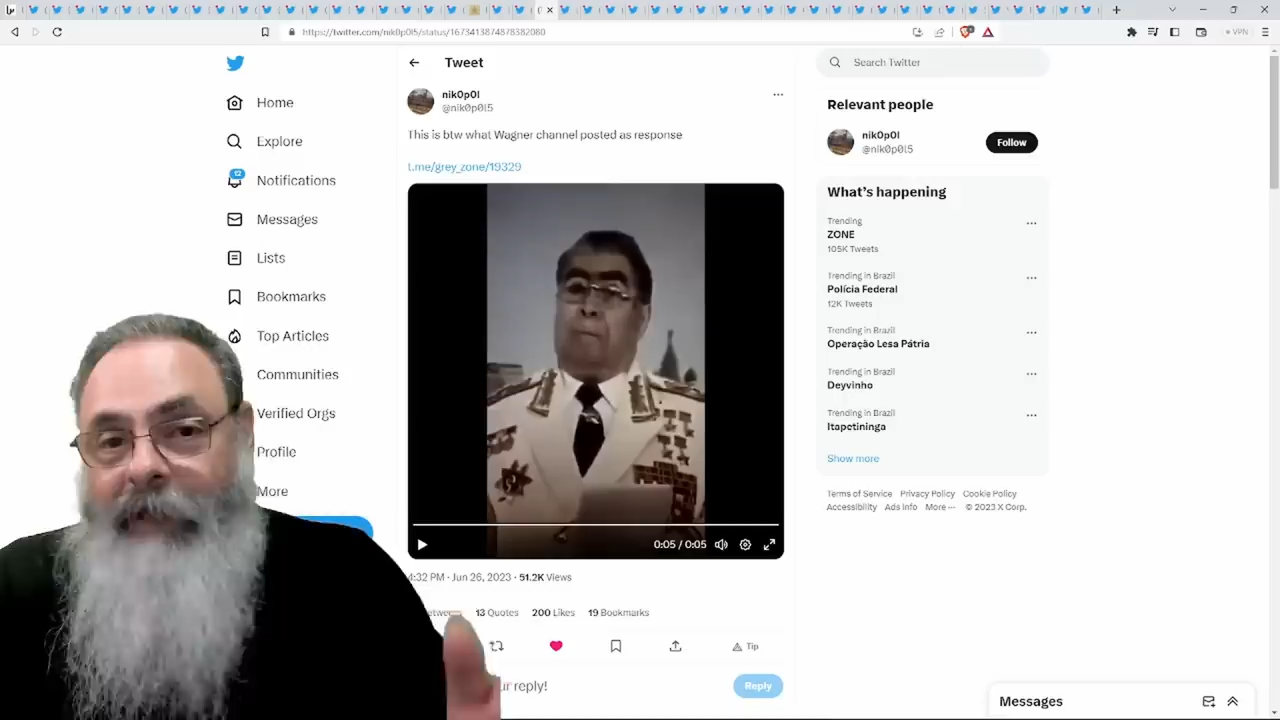 https://twitter.com/nik0p0l5/status/1673413874878382080
VPN
Home
Explore
12
Notifications
Messages
Lists
Bookmarks
Top Articles
Communities
Verified Orgs
Profile
More
Tweet
nik0p0l
@nik0p0l5
This is btw what Wagner channel posted as response
t.me/grey_zone/19329
0:05 / 0:05
4:32 PM · Jun 26, 2023 · 51.2K Views
13 Quotes 200 Likes 19 Bookmarks
Tip
reply!
Reply
Search Twitter
Relevant people
nik0p0l
@nik0p0l5
Follow
What's happening
Trending
ZONE
105K Tweets
Trending in Brazil
Polícia Federal
12K Tweets
Trending in Brazil
Operação Lesa Pátria
Trending in Brazil
Deyvinho
Trending in Brazil
Itapetininga
Show more
Terms of Service Privacy Policy Cookie Policy
Accessibility Ads info More ··· © 2023 X Corp.
Messages